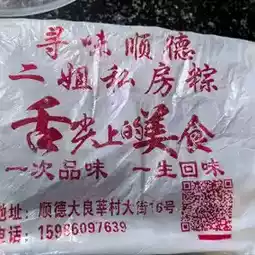 寻味顺德
二姐私房粽
舌尖上的美食
一次品味 一生回味
地址：顺德大良莘村大街16号
电话：15986097639